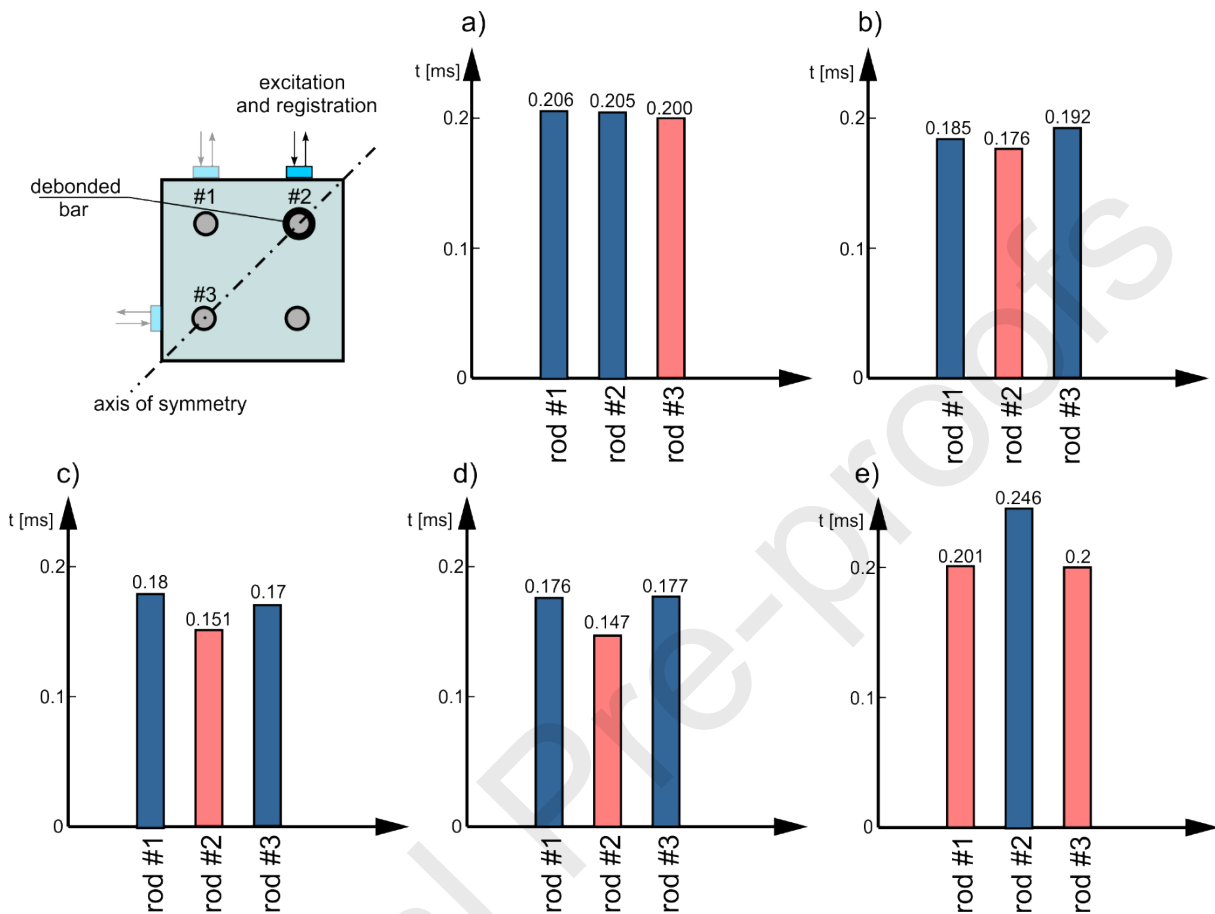 excitation
and registration
debonded
bar
#1
#2
#3
axis of symmetry
a)
t [ms]
0.2
0.1
0
0.206
0.205
0.200
rod #1
rod #2
rod #3
b)
t [ms]
0.2
0.1
0
0.185
0.176
0.192
rod #1
rod #2
rod #3
c)
t [ms]
0.2
0.1
0
0.18
0.151
0.17
rod #1
rod #2
rod #3
d)
t [ms]
0.2
0.1
0
0.176
0.147
0.177
rod #1
rod #2
rod #3
e)
t [ms]
0.2
0.1
0
0.201
0.246
0.2
rod #1
rod #2
rod #3
Pre-proofs